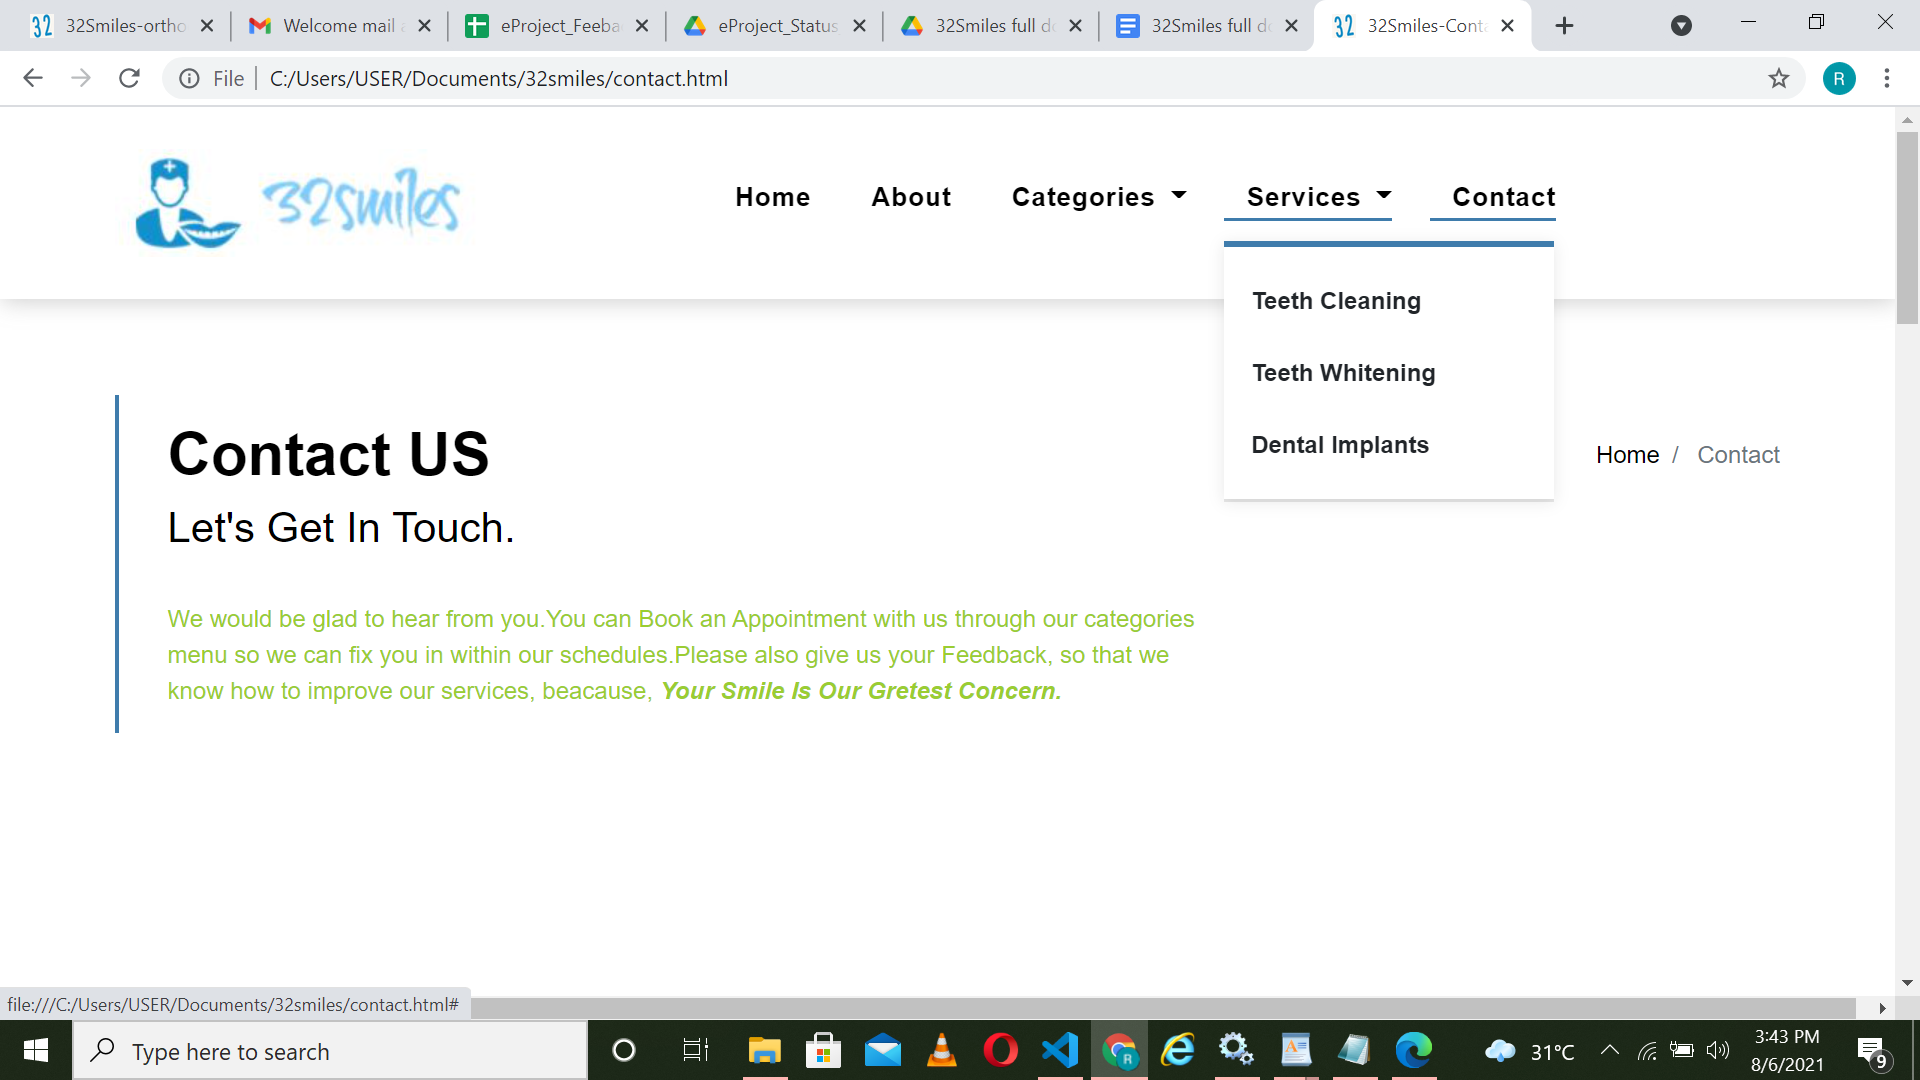 32Smiles-ortho
Welcome mail a
eProject_Feeba
eProject_Status
32Smiles full do
32Smiles full do
32Smiles-Conta
File
C:/Users/USER/Documents/32smiles/contact.html
R
32smiles
Home
About
Categories
Services
Contact
Teeth Cleaning
Teeth Whitening
Dental Implants
Contact US
Home / Contact
Let's Get In Touch.
We would be glad to hear from you.You can Book an Appointment with us through our categories
menu so we can fix you in within our schedules.Please also give us your Feedback, so that we
know how to improve our services, beacause, Your Smile Is Our Gretest Concern.
file:///C:/Users/USER/Documents/32smiles/contact.html#
Type here to search
R
31°C
3:43 PM
8/6/2021
9